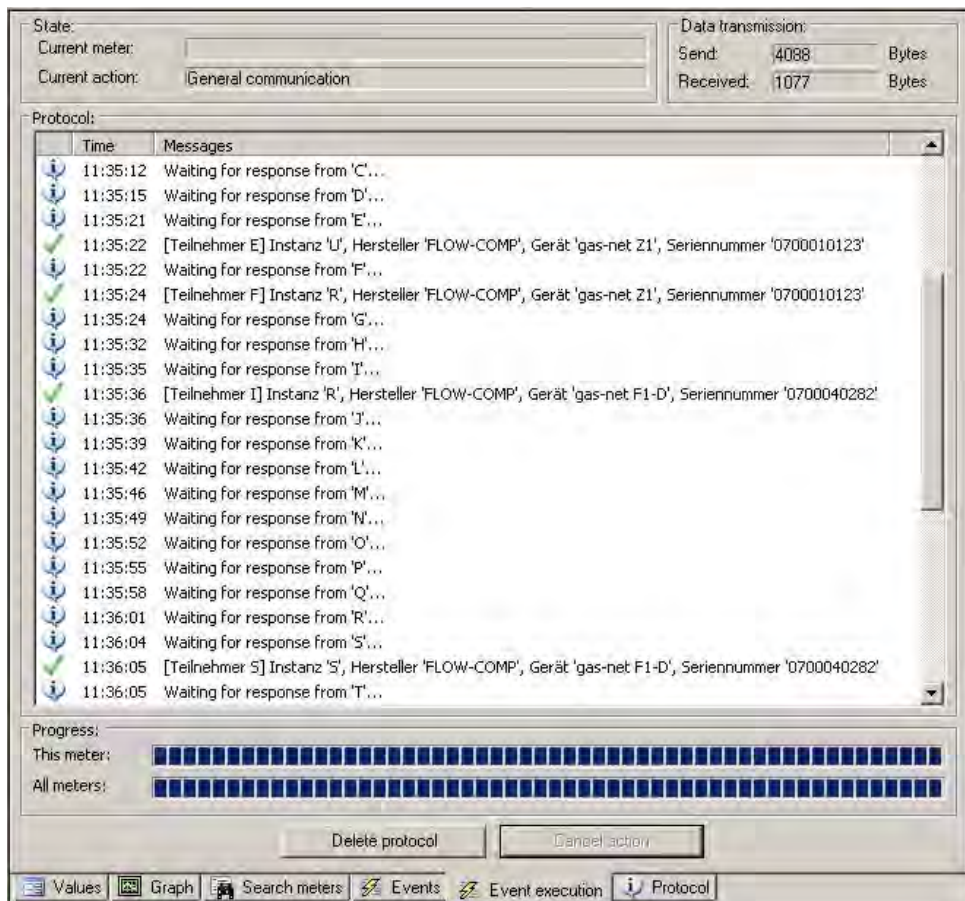 State:
Current meter:
Current action: General communication
Data transmission:
Send: 4088 Bytes
Received: 1077 Bytes
Protocol:
Time Messages
11:35:12 Waiting for response from 'C'...
11:35:15 Waiting for response from 'D'...
11:35:21 Waiting for response from 'E'...
11:35:22 [Teilnehmer E] Instanz 'U', Hersteller 'FLOW-COMP', Gerät 'gas-net Z1', Seriennummer '0700010123'
11:35:22 Waiting for response from 'F'...
11:35:24 [Teilnehmer F] Instanz 'R', Hersteller 'FLOW-COMP', Gerät 'gas-net Z1', Seriennummer '0700010123'
11:35:24 Waiting for response from 'G'...
11:35:32 Waiting for response from 'H'...
11:35:35 Waiting for response from 'I'...
11:35:36 [Teilnehmer I] Instanz 'R', Hersteller 'FLOW-COMP', Gerät 'gas-net F1-D', Seriennummer '0700040282'
11:35:36 Waiting for response from 'J'...
11:35:39 Waiting for response from 'K'...
11:35:42 Waiting for response from 'L'...
11:35:46 Waiting for response from 'M'...
11:35:49 Waiting for response from 'N'...
11:35:52 Waiting for response from 'O'...
11:35:55 Waiting for response from 'P'...
11:35:58 Waiting for response from 'Q'...
11:36:01 Waiting for response from 'R'...
11:36:04 Waiting for response from 'S'...
11:36:05 [Teilnehmer S] Instanz 'S', Hersteller 'FLOW-COMP', Gerät 'gas-net F1-D', Seriennummer '0700040282'
11:36:05 Waiting for response from 'T'...
Progress:
This meter:
All meters:
Delete protocol Cancel action
Values Graph Search meters Events Event execution Protocol